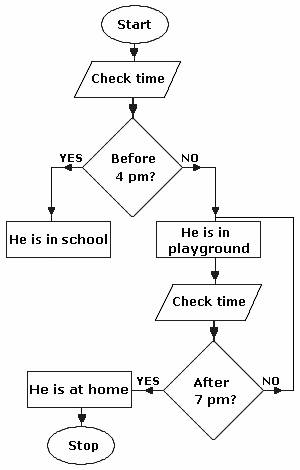 Start
Check time
YES
Before
4 pm?
NO
He is in school
He is in
playground
Check time
He is at home
YES
After
7 pm?
NO
Stop